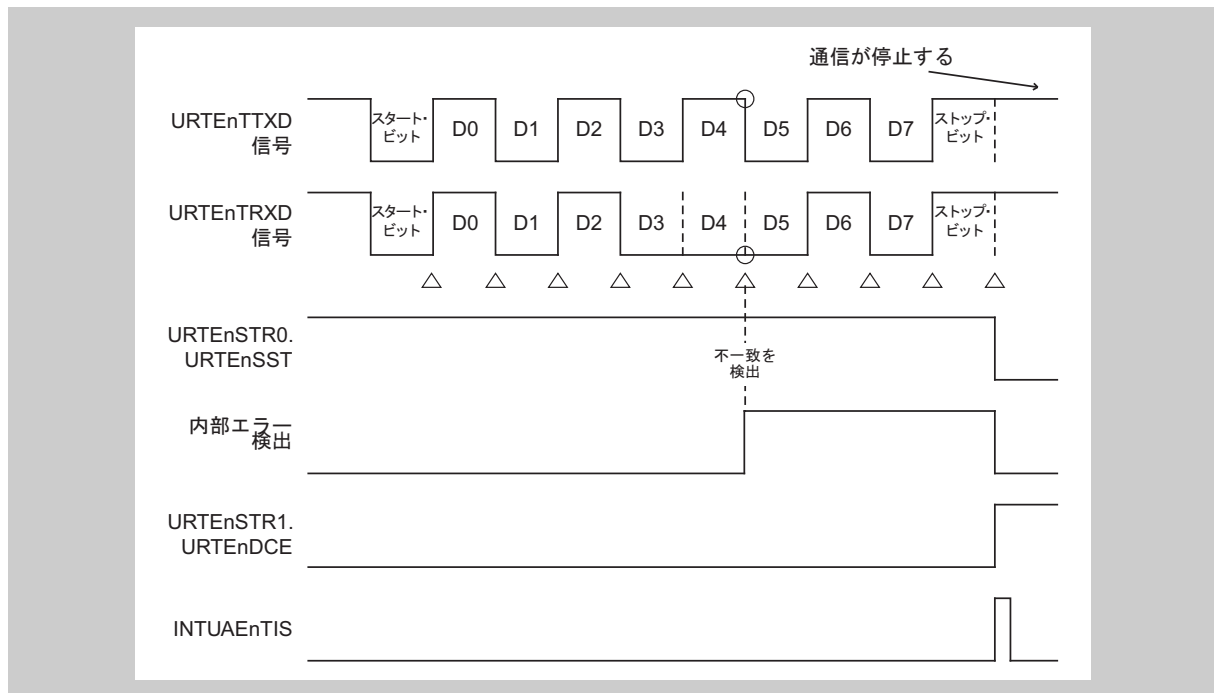 通信が停止する
URTEnTTXD
信号
スタート・
ビット
D0
D1
D2
D3
D4
D5
D6
D7
ストップ・
ビット
URTEnTRXD
信号
スタート・
ビット
D0
D1
D2
D3
D4
D5
D6
D7
ストップ・
ビット
URTEnSTR0.
URTEnSST
不一致を
検出
内部エラー
検出
URTEnSTR1.
URTEnDCE
INTUAEnTIS